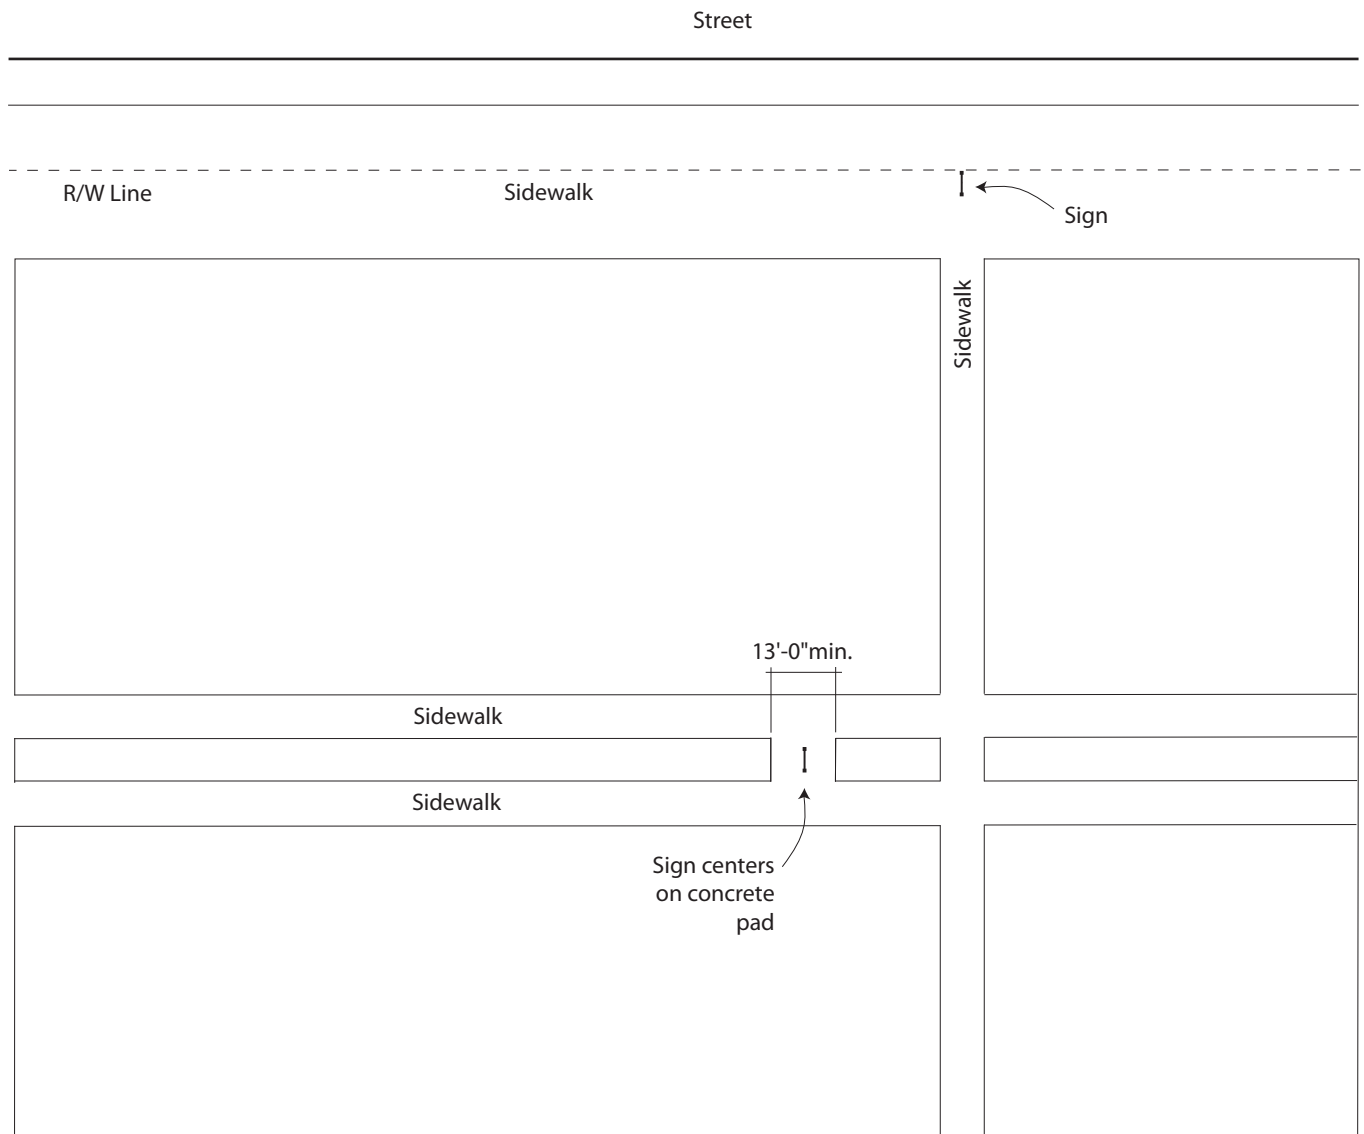 Street
R/W Line
Sidewalk
Sign
Sidewalk
13'-0"min.
Sidewalk
Sidewalk
Sign centers
on concrete
pad